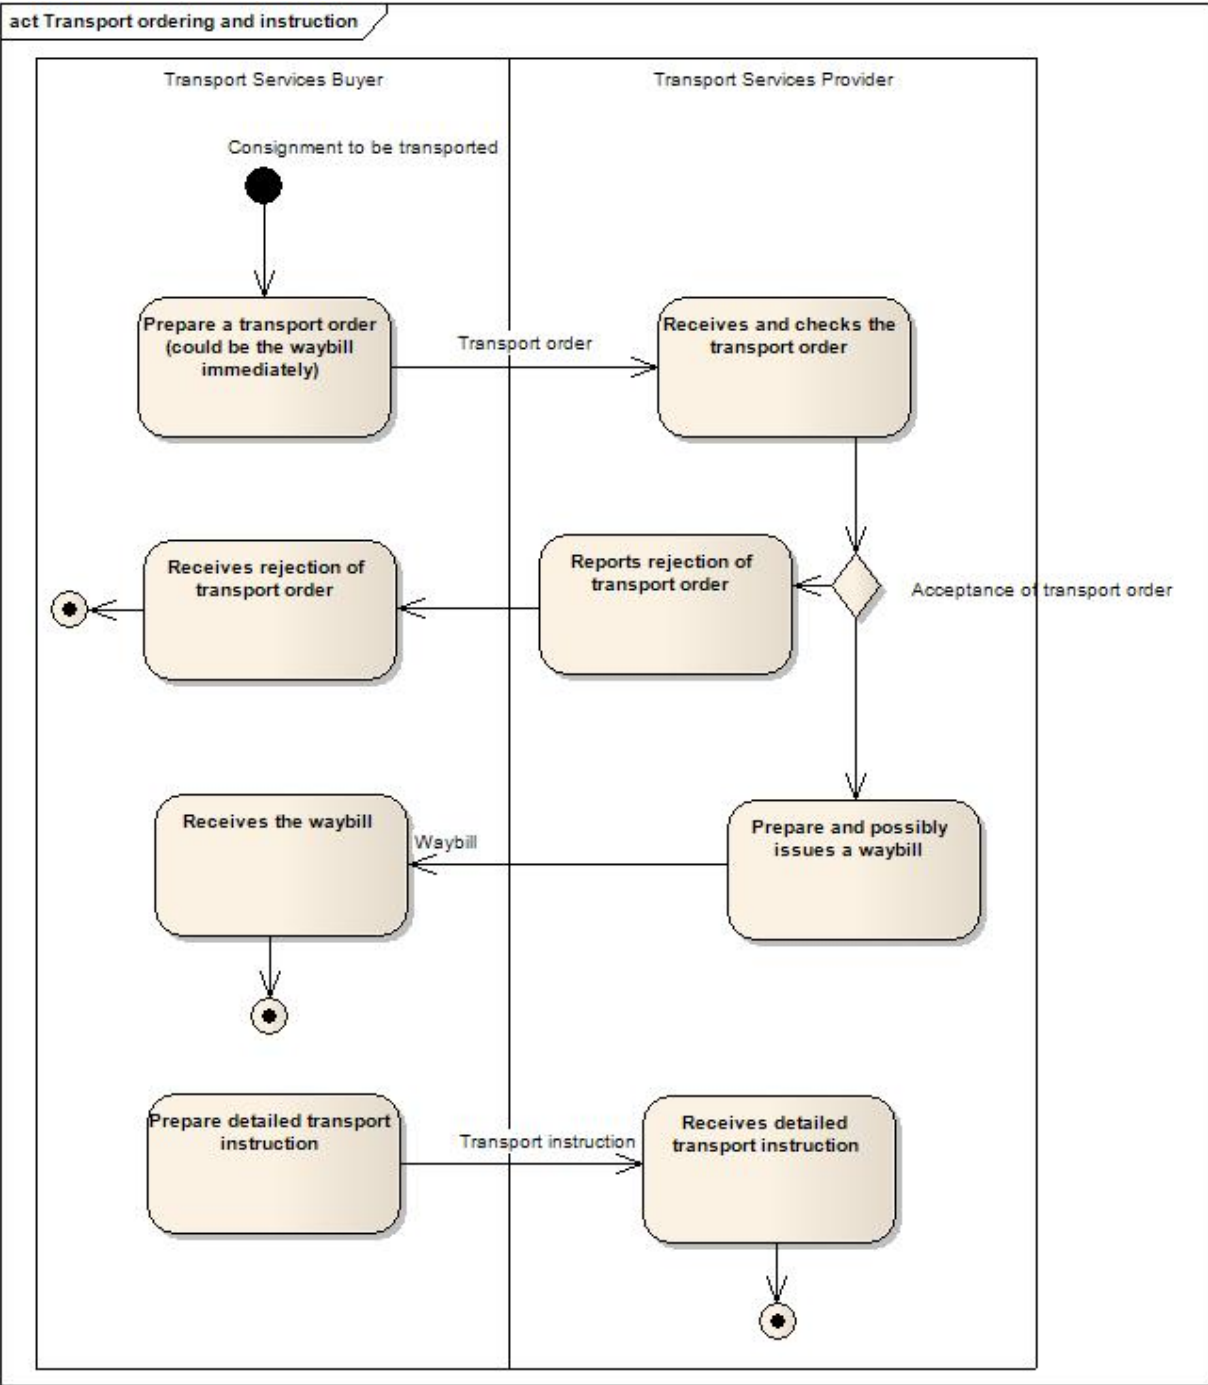 act Transport ordering and instruction
Transport Services Buyer
Transport Services Provider
Consignment to be transported
Prepare a transport order
(could be the waybill
immediately)
Transport order
Receives and checks the
transport order
Receives rejection of
transport order
Reports rejection of
transport order
Acceptance of transport order
Receives the waybill
Waybill
Prepare and possibly
issues a waybill
Prepare detailed transport
instruction
Transport instruction
Receives detailed
transport instruction